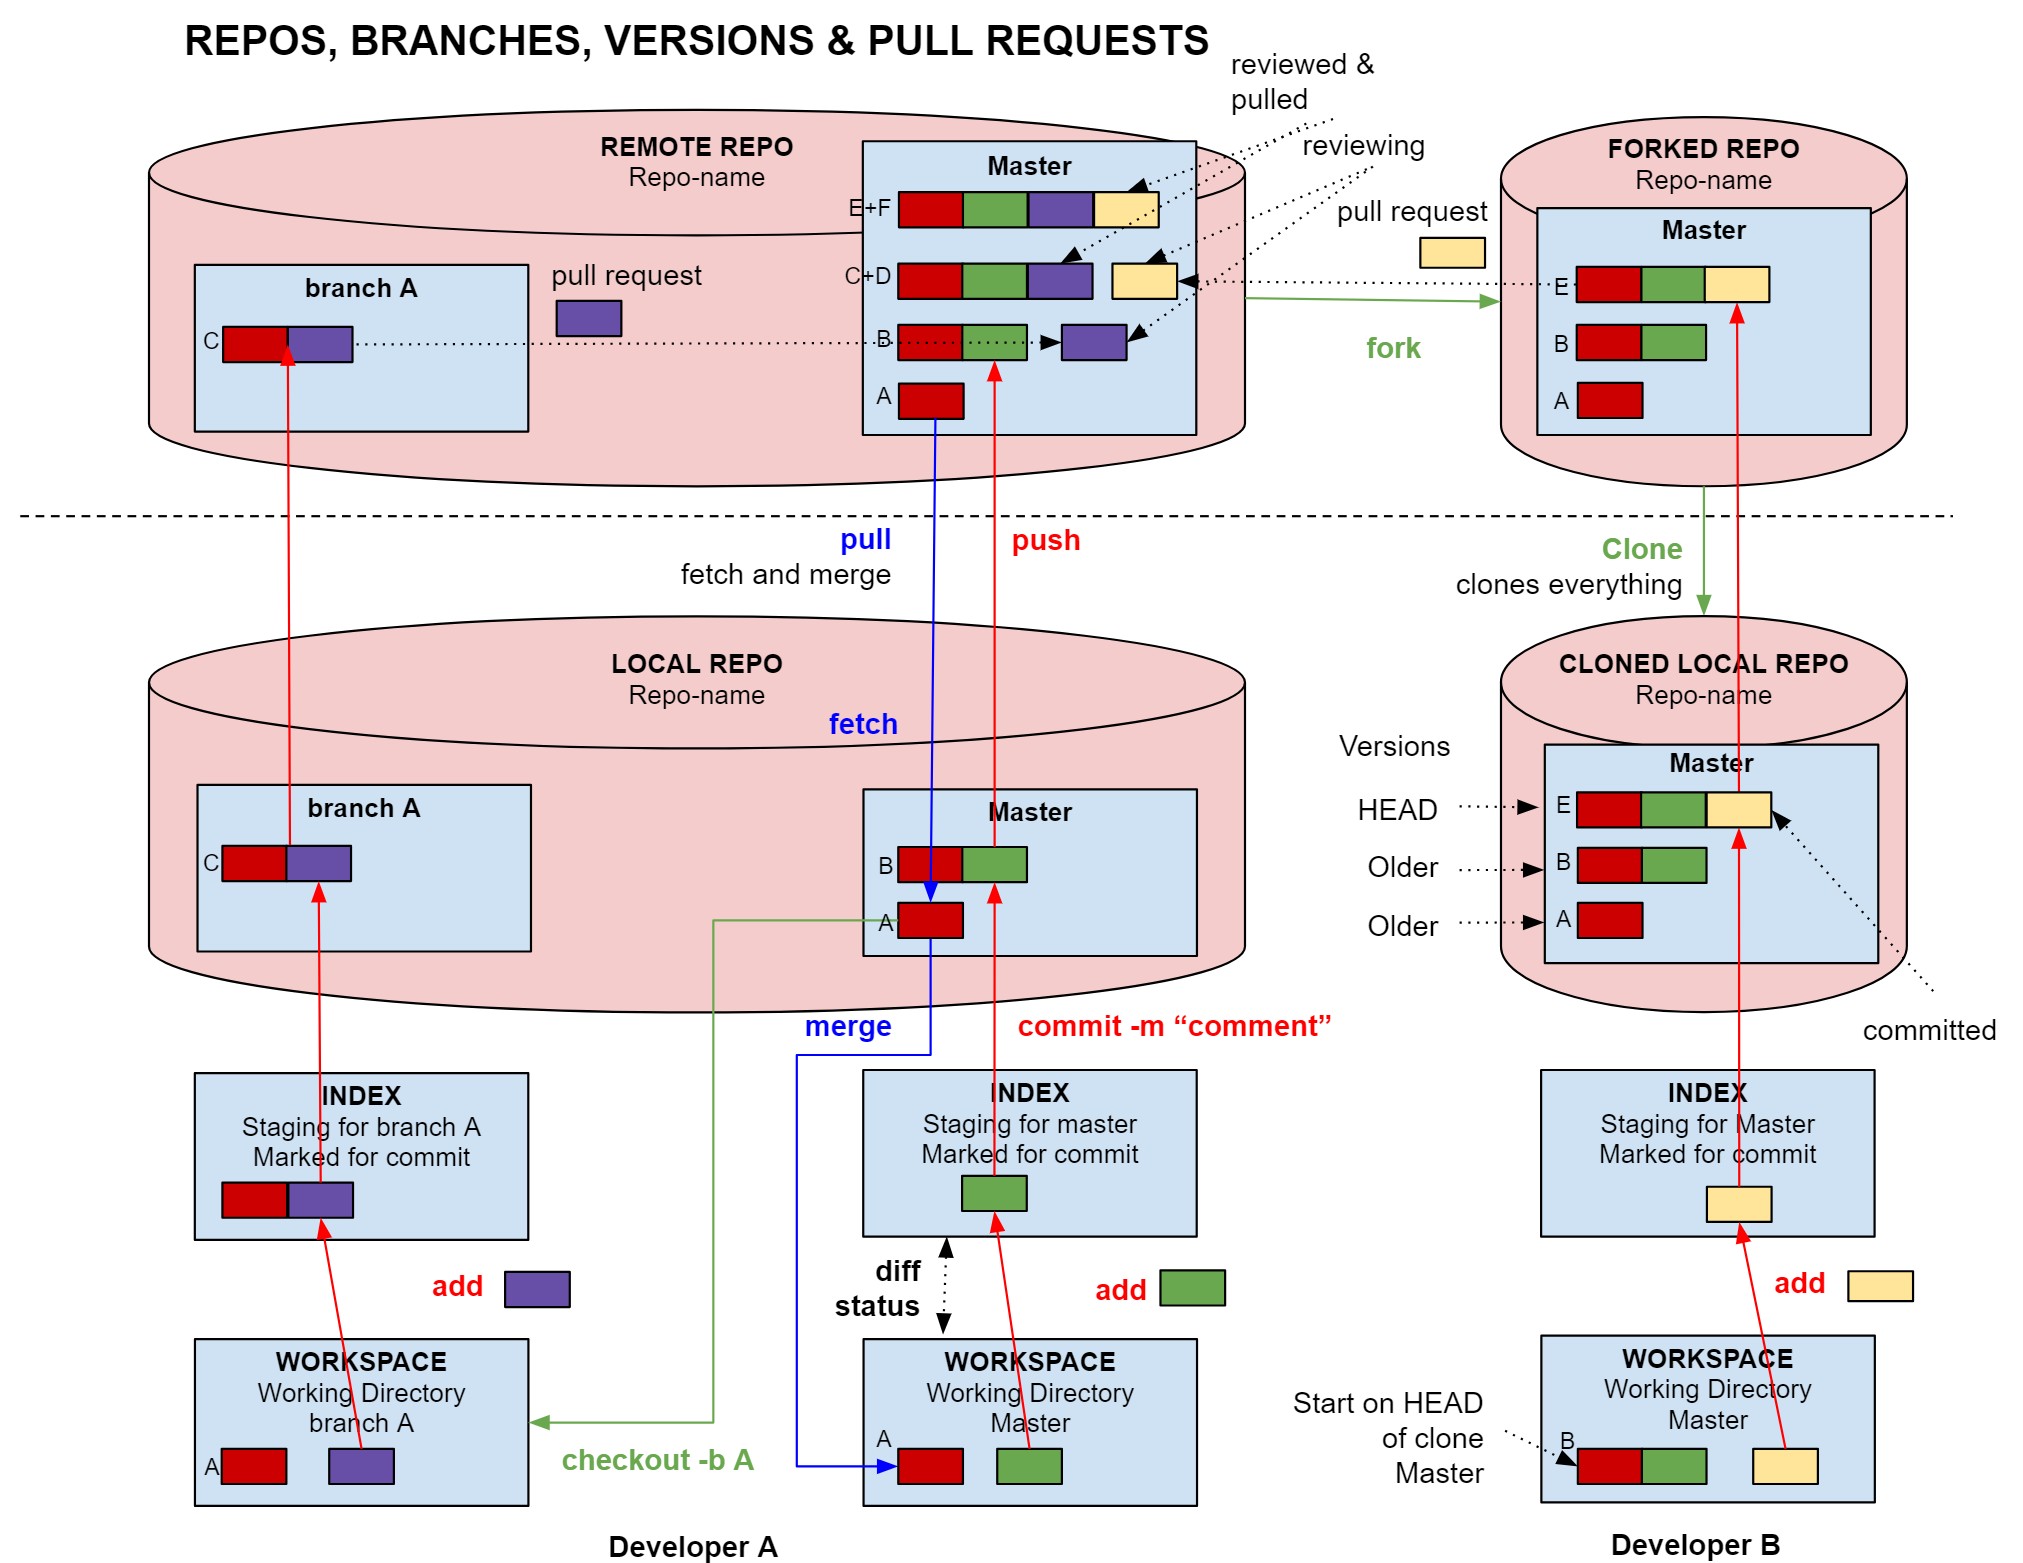 REPOS, BRANCHES, VERSIONS & PULL REQUESTS
reviewed &
pulled
reviewing
REMOTE REPO
Repo-name
Master
E+F
C+D
B
A
branch A
C
pull request
pull request
fork
FORKED REPO
Repo-name
Master
E
B
A
pull
fetch and merge
push
Clone
clones everything
LOCAL REPO
Repo-name
fetch
branch A
C
Master
B
A
CLONED LOCAL REPO
Repo-name
Versions
HEAD
Older
Older
Master
E
B
A
committed
merge
commit -m “comment”
INDEX
Staging for branch A
Marked for commit
INDEX
Staging for master
Marked for commit
INDEX
Staging for Master
Marked for commit
add
diff
status
add
add
WORKSPACE
Working Directory
branch A
A
checkout -b A
WORKSPACE
Working Directory
Master
A
Start on HEAD
of clone
Master
WORKSPACE
Working Directory
Master
B
Developer A
Developer B